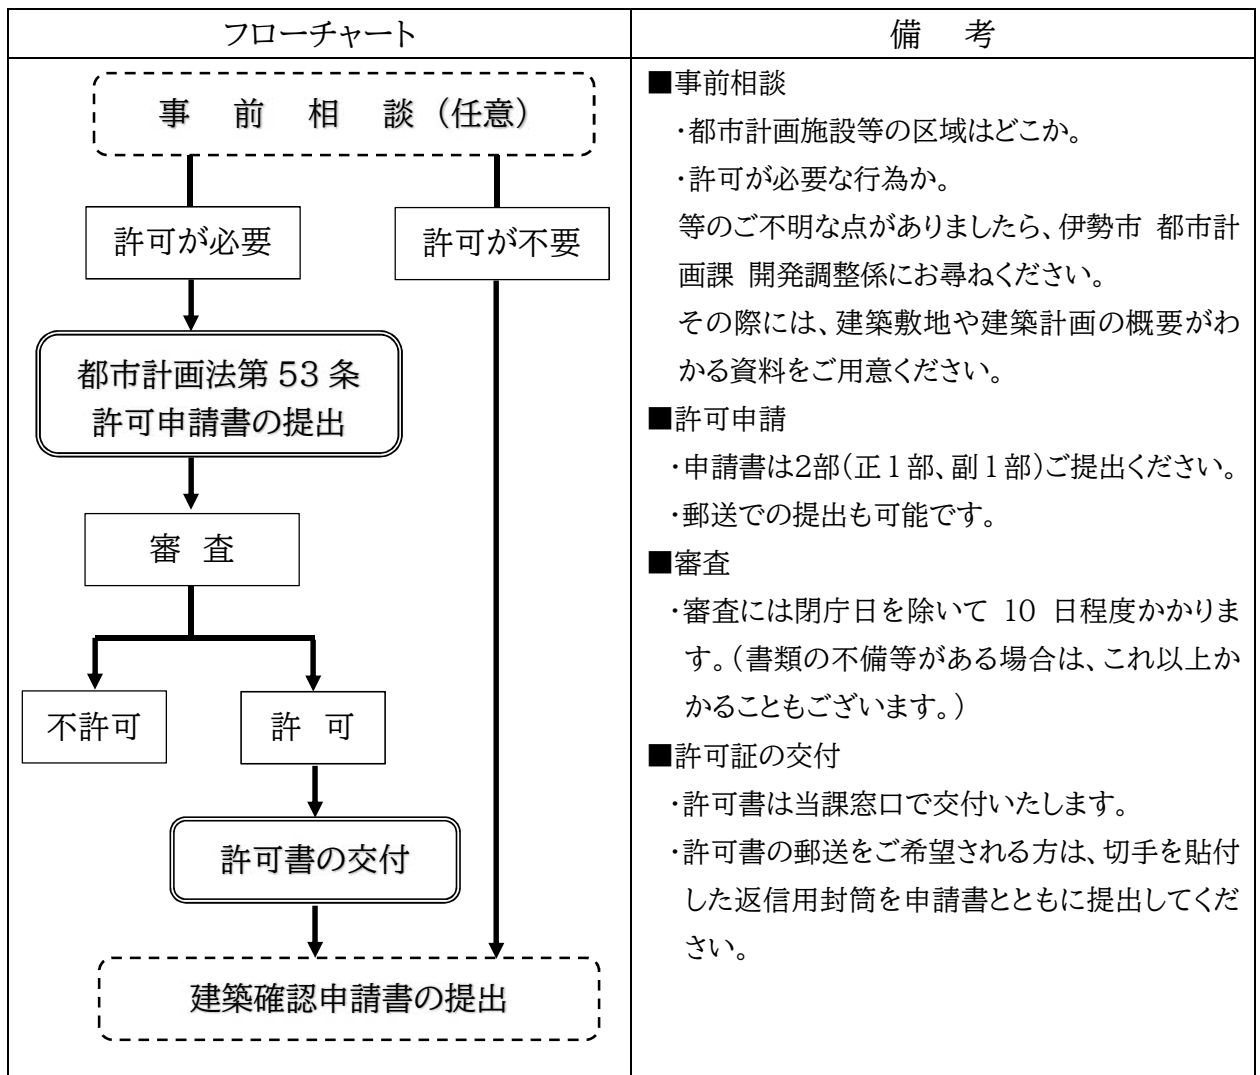 フローチャート
備 考
事 前 相 談（任意）
許可が必要
許可が不要
都市計画法第 53 条
許可申請書の提出
審 査
不許可
許 可
許可書の交付
建築確認申請書の提出
■事前相談
・都市計画施設等の区域はどこか。
・許可が必要な行為か。
等のご不明な点がありましたら、伊勢市 都市計
画課 開発調整係にお尋ねください。
その際には、建築敷地や建築計画の概要がわ
かる資料をご用意ください。
■許可申請
・申請書は2部（正１部、副１部）ご提出ください。
・郵送での提出も可能です。
■審査
・審査には閉庁日を除いて 10 日程度かかりま
す。（書類の不備等がある場合は、これ以上か
かることもございます。）
■許可証の交付
・許可書は当課窓口で交付いたします。
・許可書の郵送をご希望される方は、切手を貼付
した返信用封筒を申請書とともに提出してくだ
さい。